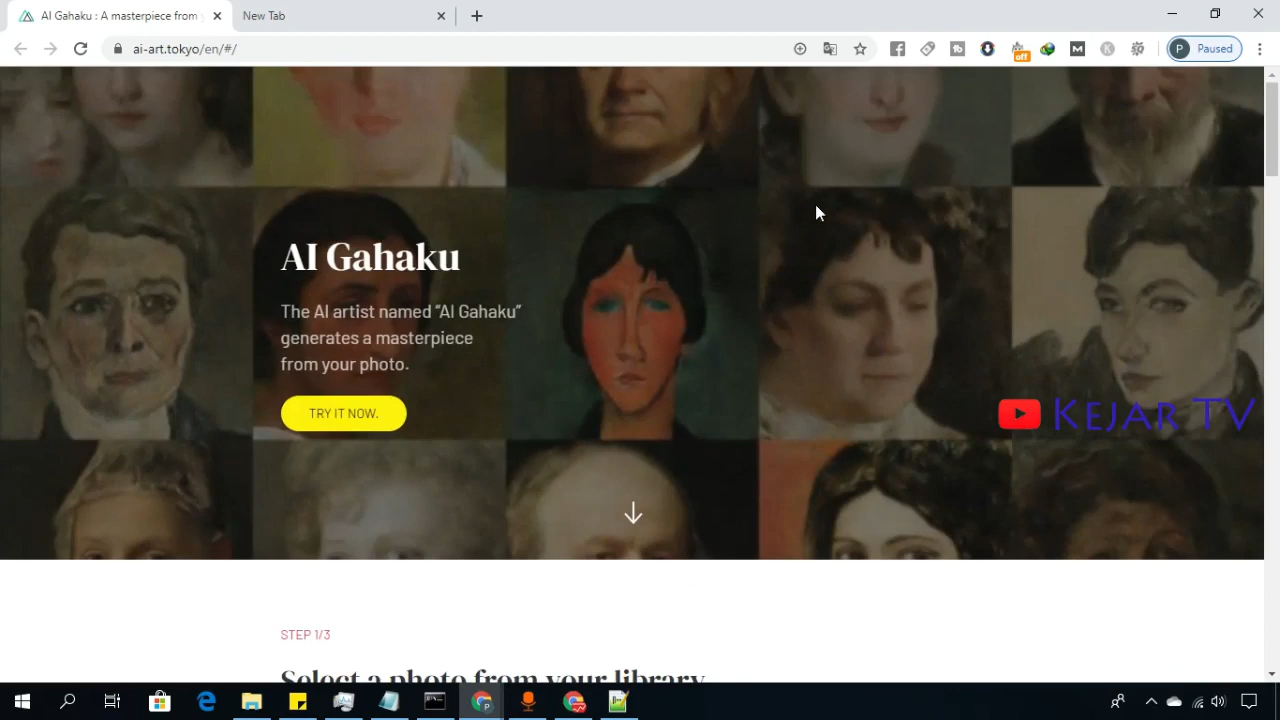 AI Gahaku : A masterpiece from
New Tab
ai-art.tokyo/en/#/
off
M
K
P
Paused
AI Gahaku
The AI artist named “AI Gahaku”
generates a masterpiece
from your photo.
TRY IT NOW.
KEJAR TV
STEP 1/3
Select a photo from your library